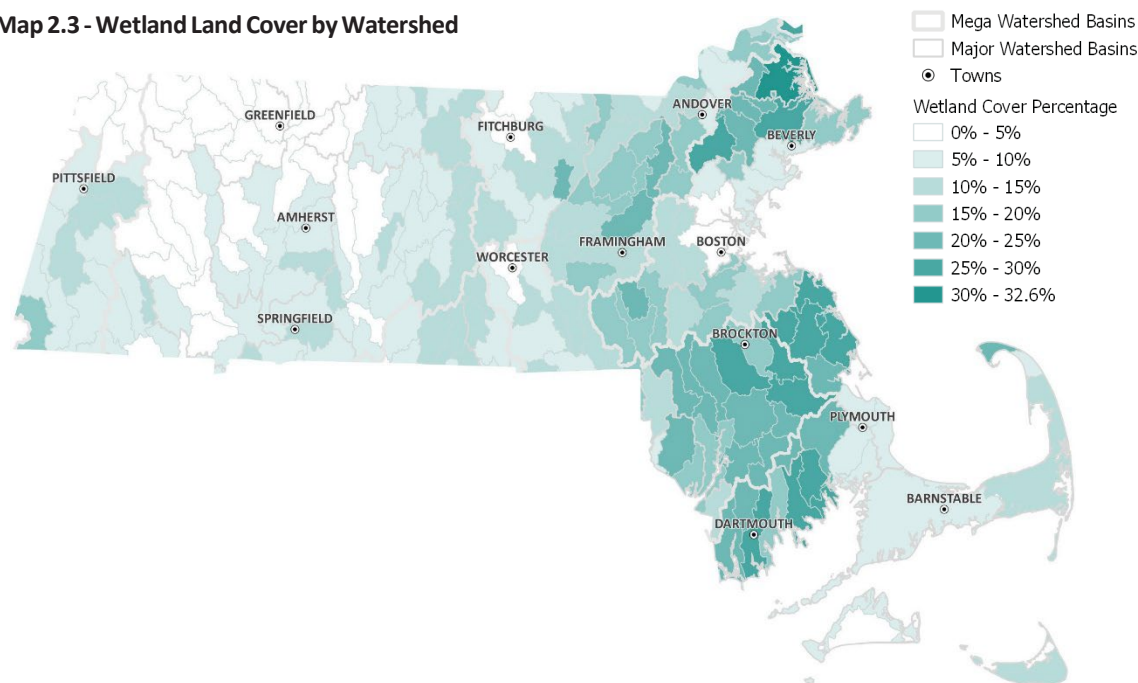 Map 2.3 - Wetland Land Cover by Watershed
Mega Watershed Basins
Major Watershed Basins
Towns
Wetland Cover Percentage
0% - 5%
5% - 10%
10% - 15%
15% - 20%
20% - 25%
25% - 30%
30% - 32.6%
GREENFIELD
FITCHBURG
ANDOVER
BEVERLY
PITTSFIELD
AMHERST
WORCESTER
FRAMINGHAM
BOSTON
SPRINGFIELD
BROCKTON
PLYMOUTH
BARNSTABLE
DARTMOUTH